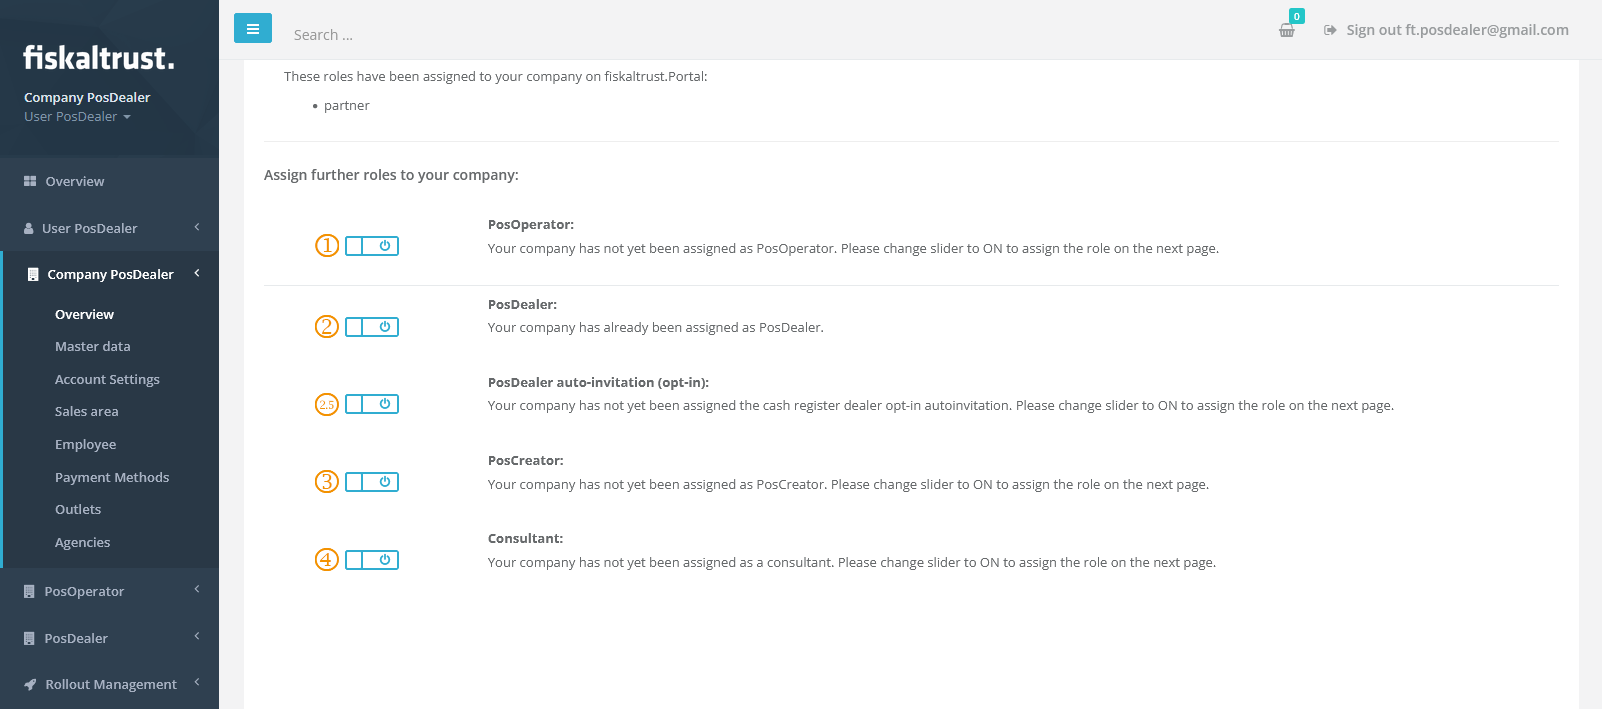 fiskaltrust.
Company PosDealer
User PosDealer
Overview
User PosDealer
Company PosDealer
Overview
Master data
Account Settings
Sales area
Employee
Payment Methods
Outlets
Agencies
PosOperator
PosDealer
Rollout Management
Search ...
0
Sign out ft.posdealer@gmail.com
These roles have been assigned to your company on fiskaltrust.Portal:
• partner
Assign further roles to your company:
1
PosOperator:
Your company has not yet been assigned as PosOperator. Please change slider to ON to assign the role on the next page.
2
PosDealer:
Your company has already been assigned as PosDealer.
2.5
PosDealer auto-invitation (opt-in):
Your company has not yet been assigned the cash register dealer opt-in autoinvitation. Please change slider to ON to assign the role on the next page.
3
PosCreator:
Your company has not yet been assigned as PosCreator. Please change slider to ON to assign the role on the next page.
4
Consultant:
Your company has not yet been assigned as a consultant. Please change slider to ON to assign the role on the next page.